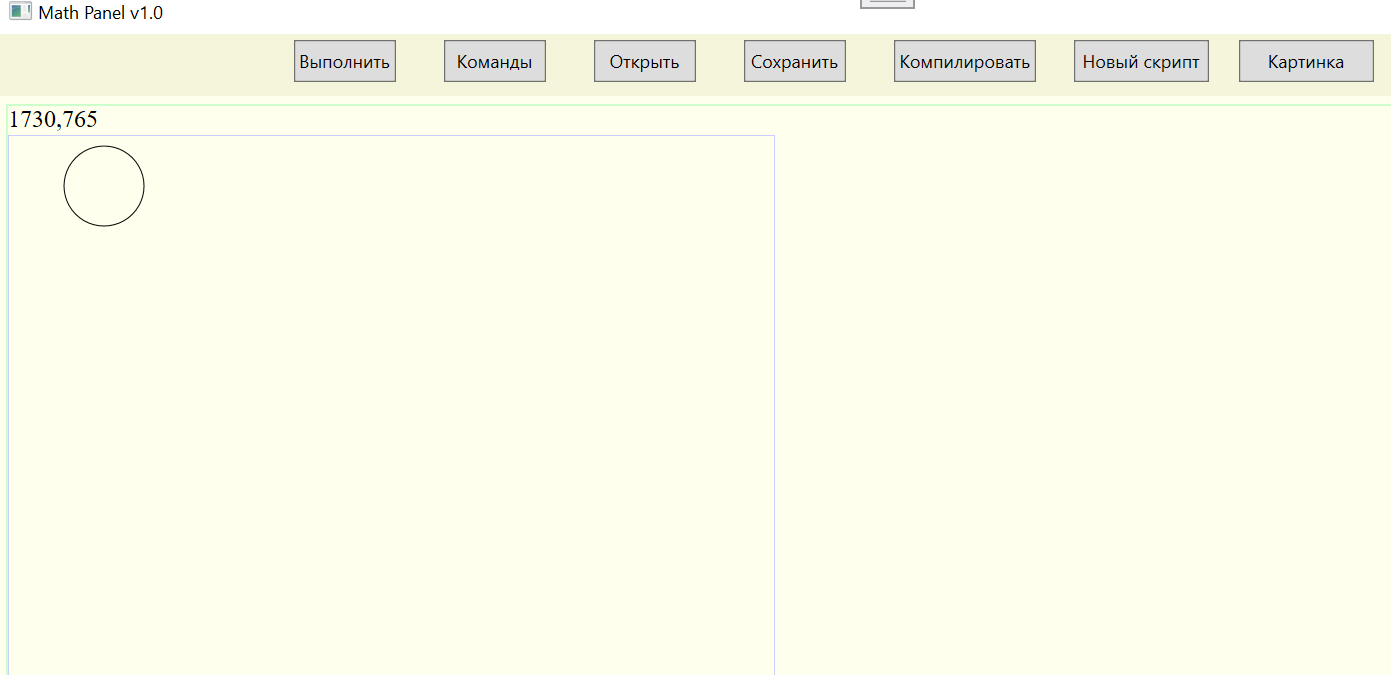 Math Panel v1.0
Выполнить Команды Открыть Сохранить Компилировать Новый скрипт Картинка
1730,765